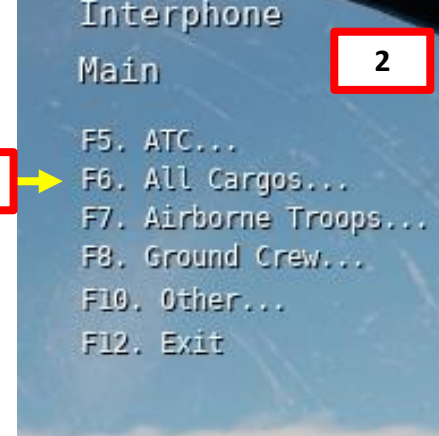 Interphone
Main
2
F5. ATC...
F6. All Cargos...
F7. Airborne Troops...
F8. Ground Crew...
F10. Other...
F12. Exit